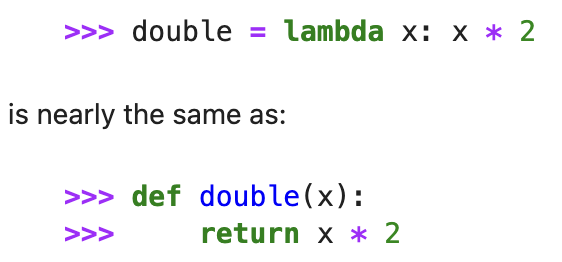 >>> double = lambda x: x * 2
is nearly the same as:
>>> def double(x):
>>>     return x * 2